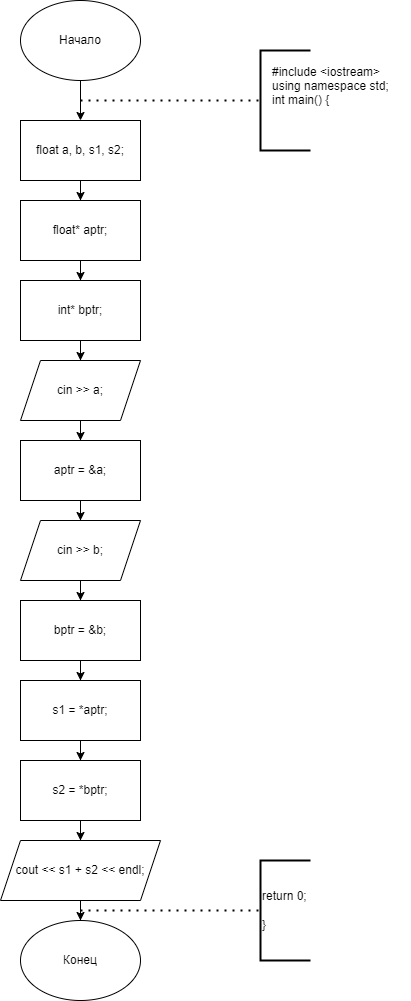 Начало
#include <iostream>
using namespace std;
int main() {
float a, b, s1, s2;
float* aptr;
int* bptr;
cin >> a;
aptr = &a;
cin >> b;
bptr = &b;
s1 = *aptr;
s2 = *bptr;
cout << s1 + s2 << endl;
return 0;
}
Конец